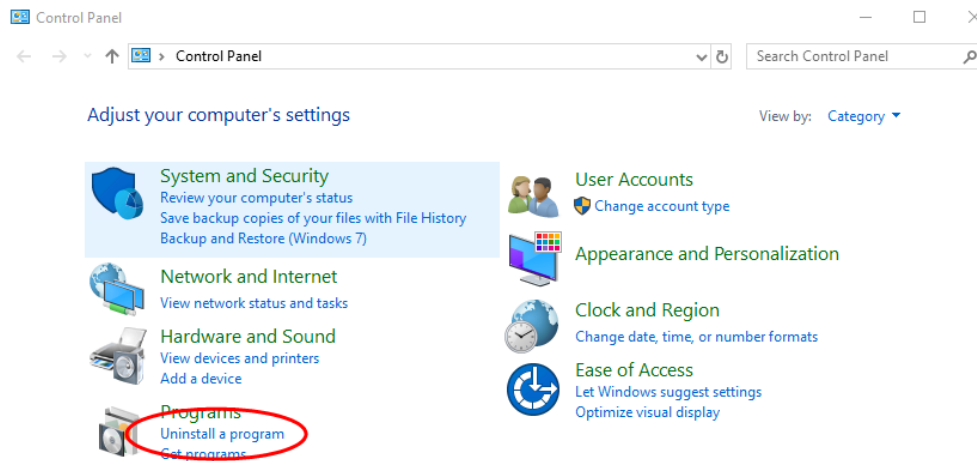 Control Panel
Control Panel
Search Control Panel
Adjust your computer's settings
View by: Category
System and Security
Review your computer's status
Save backup copies of your files with File History
Backup and Restore (Windows 7)
Network and Internet
View network status and tasks
Hardware and Sound
View devices and printers
Add a device
Programs
Uninstall a program
Get programs
User Accounts
Change account type
Appearance and Personalization
Clock and Region
Change date, time, or number formats
Ease of Access
Let Windows suggest settings
Optimize visual display